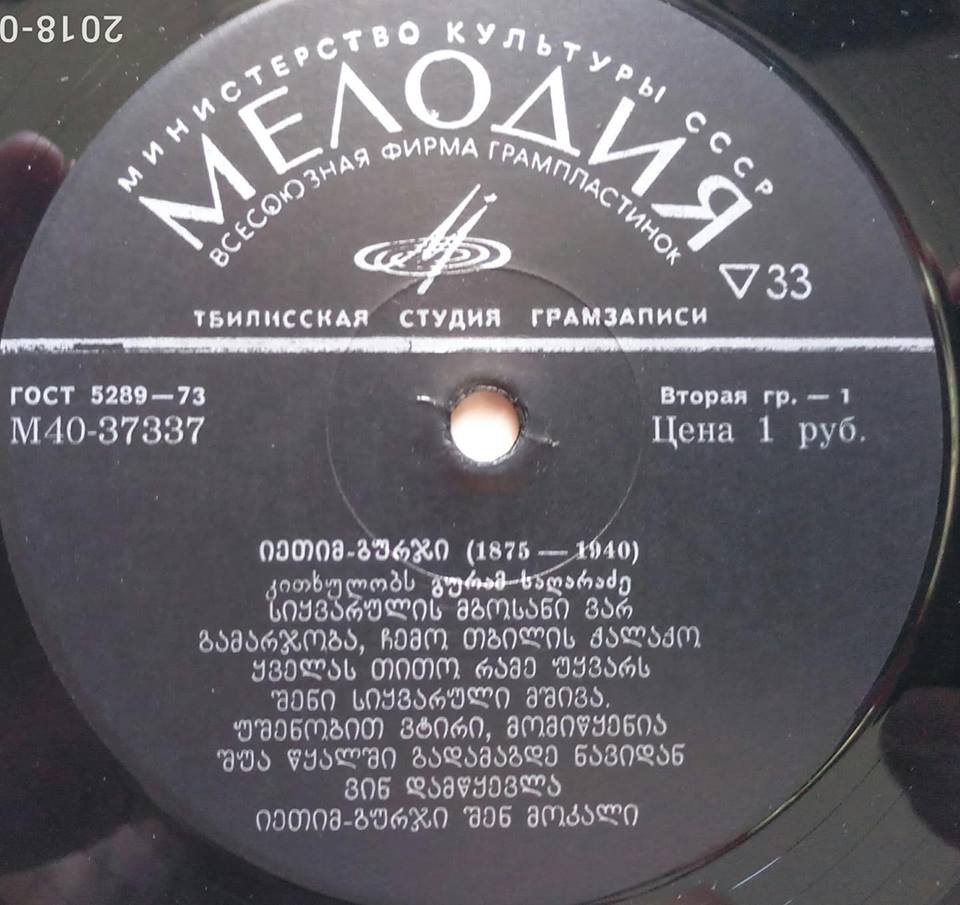 2018-0
МИНИСТЕРСТВО КУЛЬТУРЫ СССР
МЕЛОДИЯ
ВСЕСОЮЗНАЯ ФИРМА ГРАМПЛАСТИНОК
▽33
ТБИЛИССКАЯ СТУДИЯ ГРАМЗАПИСИ
ГОСТ 5289—73
М40-37337
Вторая гр. — 1
Цена 1 руб.
იეთიმ-გურჯი (1875 — 1940)
კითხულობს გურამ საღარაძე
სიყვარულის მგოსანი ვარ
გამარჯობა, ჩემო თბილის ქალაქო
ყველას თითო რამე უყვარს
შენი სიყვარული მშივა.
უშენობით ვტირი, მომიწყენია
შუა წყალში გადამაგდე ნავიდან
ვინ დამწყევლა
იეთიმ-გურჯი შენ მოკალი